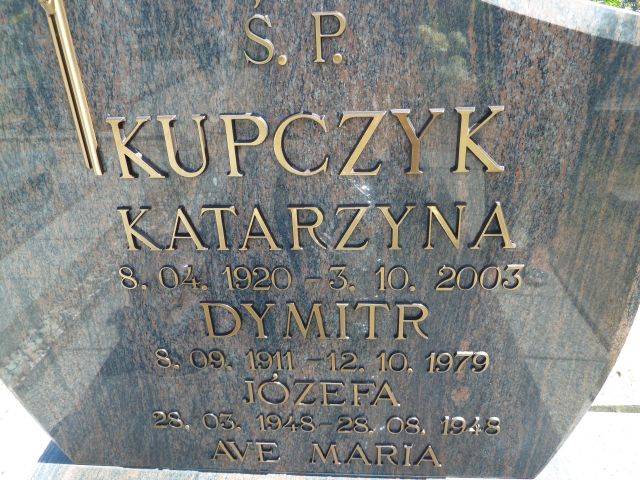 Ś. P.
KUPCZYK
KATARZYNA
8. 04. 1920 - 3. 10. 2003
DYMITR
8. 09. 1911 - 12. 10. 1979
JÓZEFA
28. 03. 1948 - 28. 08. 1948
AVE MARIA